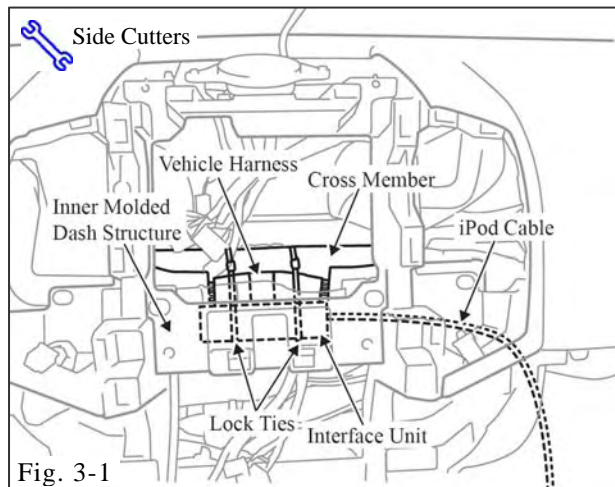 Side Cutters
Vehicle Harness
Cross Member
Inner Molded
Dash Structure
iPod Cable
Lock Ties
Interface Unit
Fig. 3-1